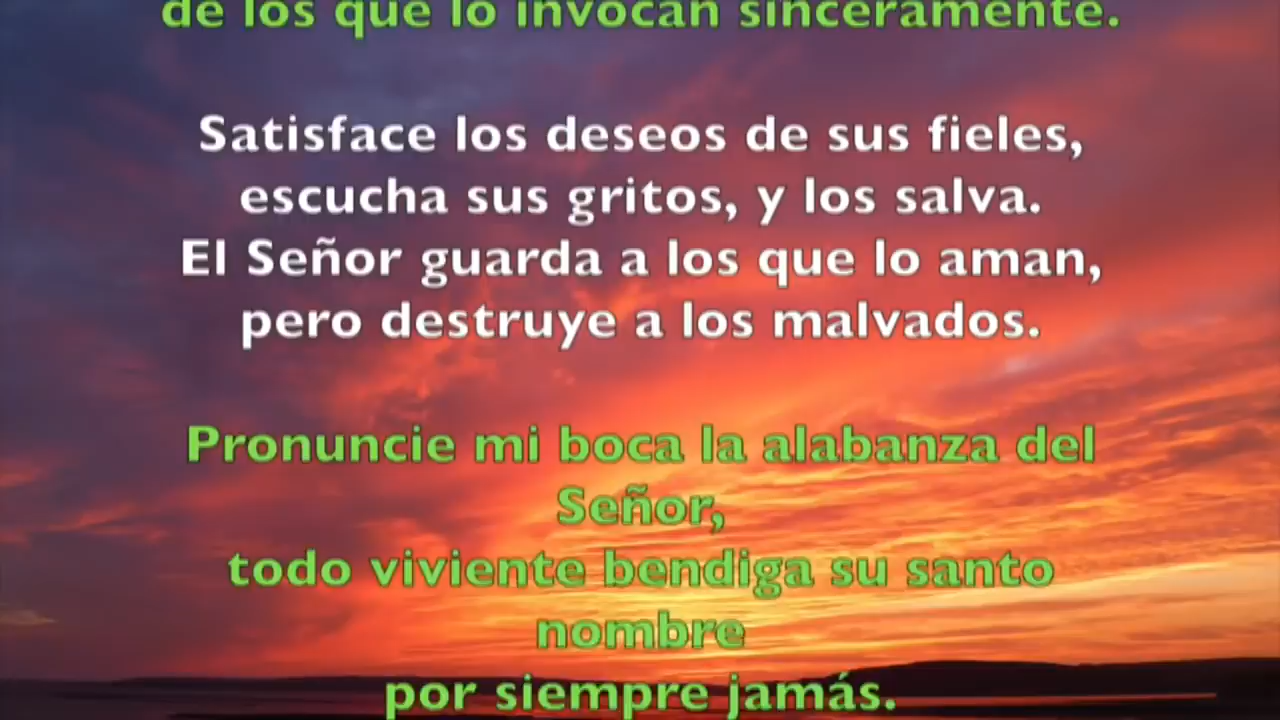 de los que lo invocan sinceramente.
Satisface los deseos de sus fieles,
escucha sus gritos, y los salva.
El Señor guarda a los que lo aman,
pero destruye a los malvados.
Pronuncie mi boca la alabanza del
Señor,
todo viviente bendiga su santo
nombre
por siempre jamás.